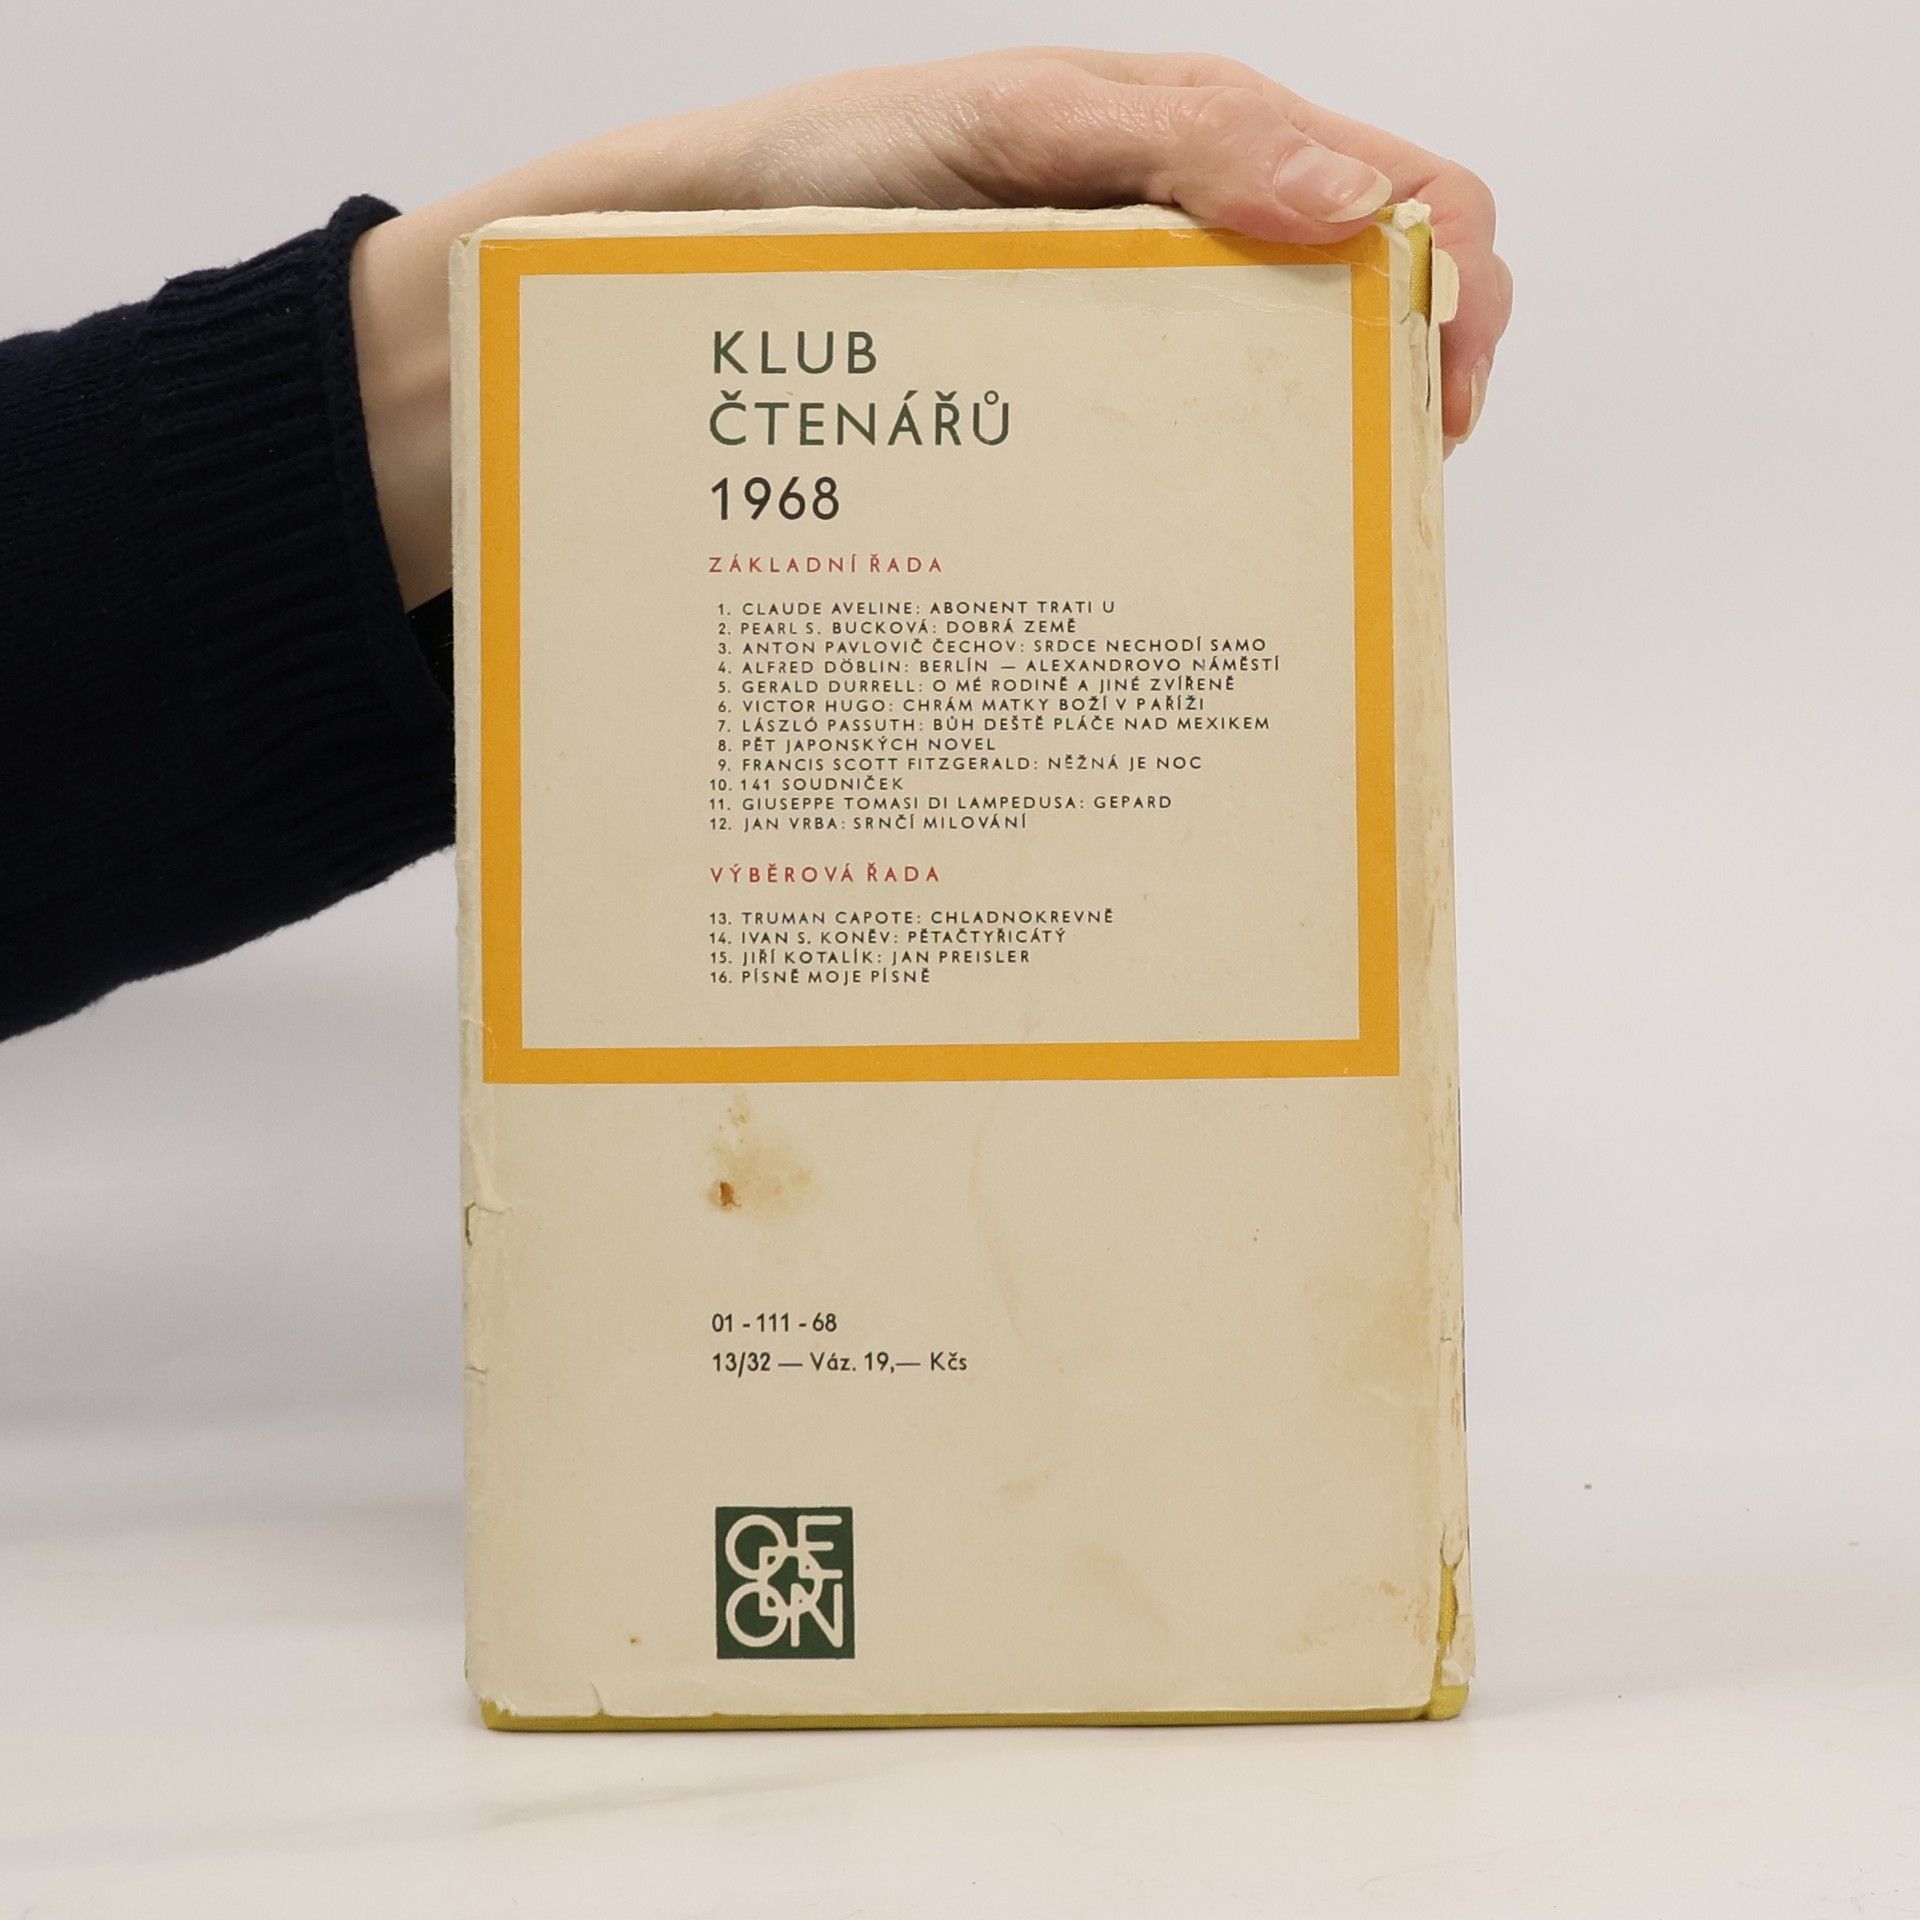 KLUB
ČTENÁŘŮ
1968
ZÁKLADNÍ ŘADA
1. CLAUDE AVELINE: ABONENT TRATI U
2. PEARL S. BUCKOVÁ: DOBRÁ ZEMĚ
3. ANTON PAVLOVIČ ČECHOV: SRDCE NECHODÍ SAMO
4. ALFRED DÖBLIN: BERLÍN — ALEXANDROVO NÁMĚSTÍ
5. GERALD DURRELL: O MÉ RODINĚ A JINÉ ZVÍŘENĚ
6. VICTOR HUGO: CHRÁM MATKY BOŽÍ V PAŘÍŽI
7. LÁSZLÓ PASSUTH: BŮH DEŠTĚ PLÁČE NAD MEXIKEM
8. PĚT JAPONSKÝCH NOVEL
9. FRANCIS SCOTT FITZGERALD: NĚŽNÁ JE NOC
10. 141 SOUDNIČEK
11. GIUSEPPE TOMASI DI LAMPEDUSA: GEPARD
12. JAN VRBA: SRNČÍ MILOVÁNÍ
VÝBĚROVÁ ŘADA
13. TRUMAN CAPOTE: CHLADNOKREVNĚ
14. IVAN S. KONĚV: PĚTAČTYŘICÁTÝ
15. JIŘÍ KOTALÍK: JAN PREISLER
16. PÍSNĚ MOJE PÍSNĚ
01 - 111 - 68
13/32 — Váz. 19,— Kčs
ODEON